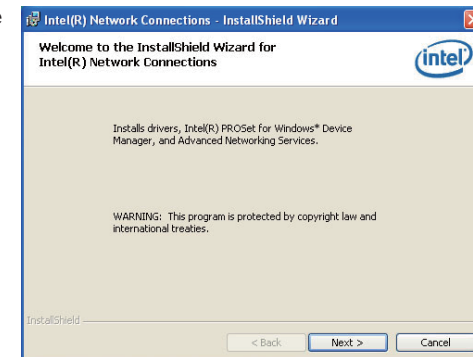 e
Intel(R) Network Connections - InstallShield Wizard
Welcome to the InstallShield Wizard for
Intel(R) Network Connections
intel
Installs drivers, Intel(R) PROSet for Windows* Device
Manager, and Advanced Networking Services.
WARNING: This program is protected by copyright law and
international treaties.
InstallShield
< Back Next > Cancel